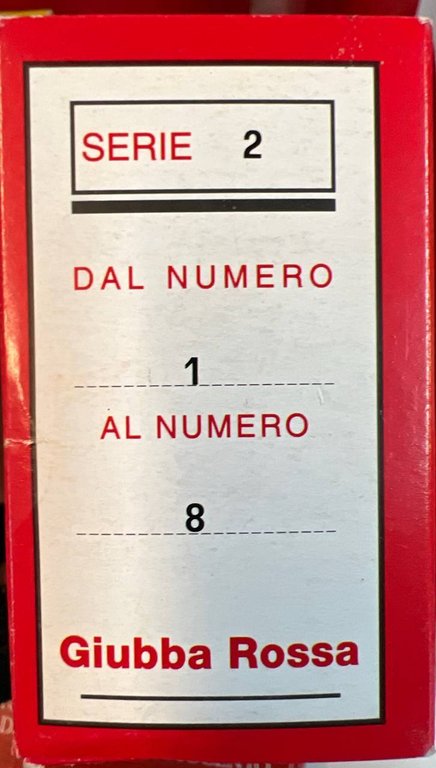 SERIE 2
DAL NUMERO
1
AL NUMERO
8
Giubba Rossa